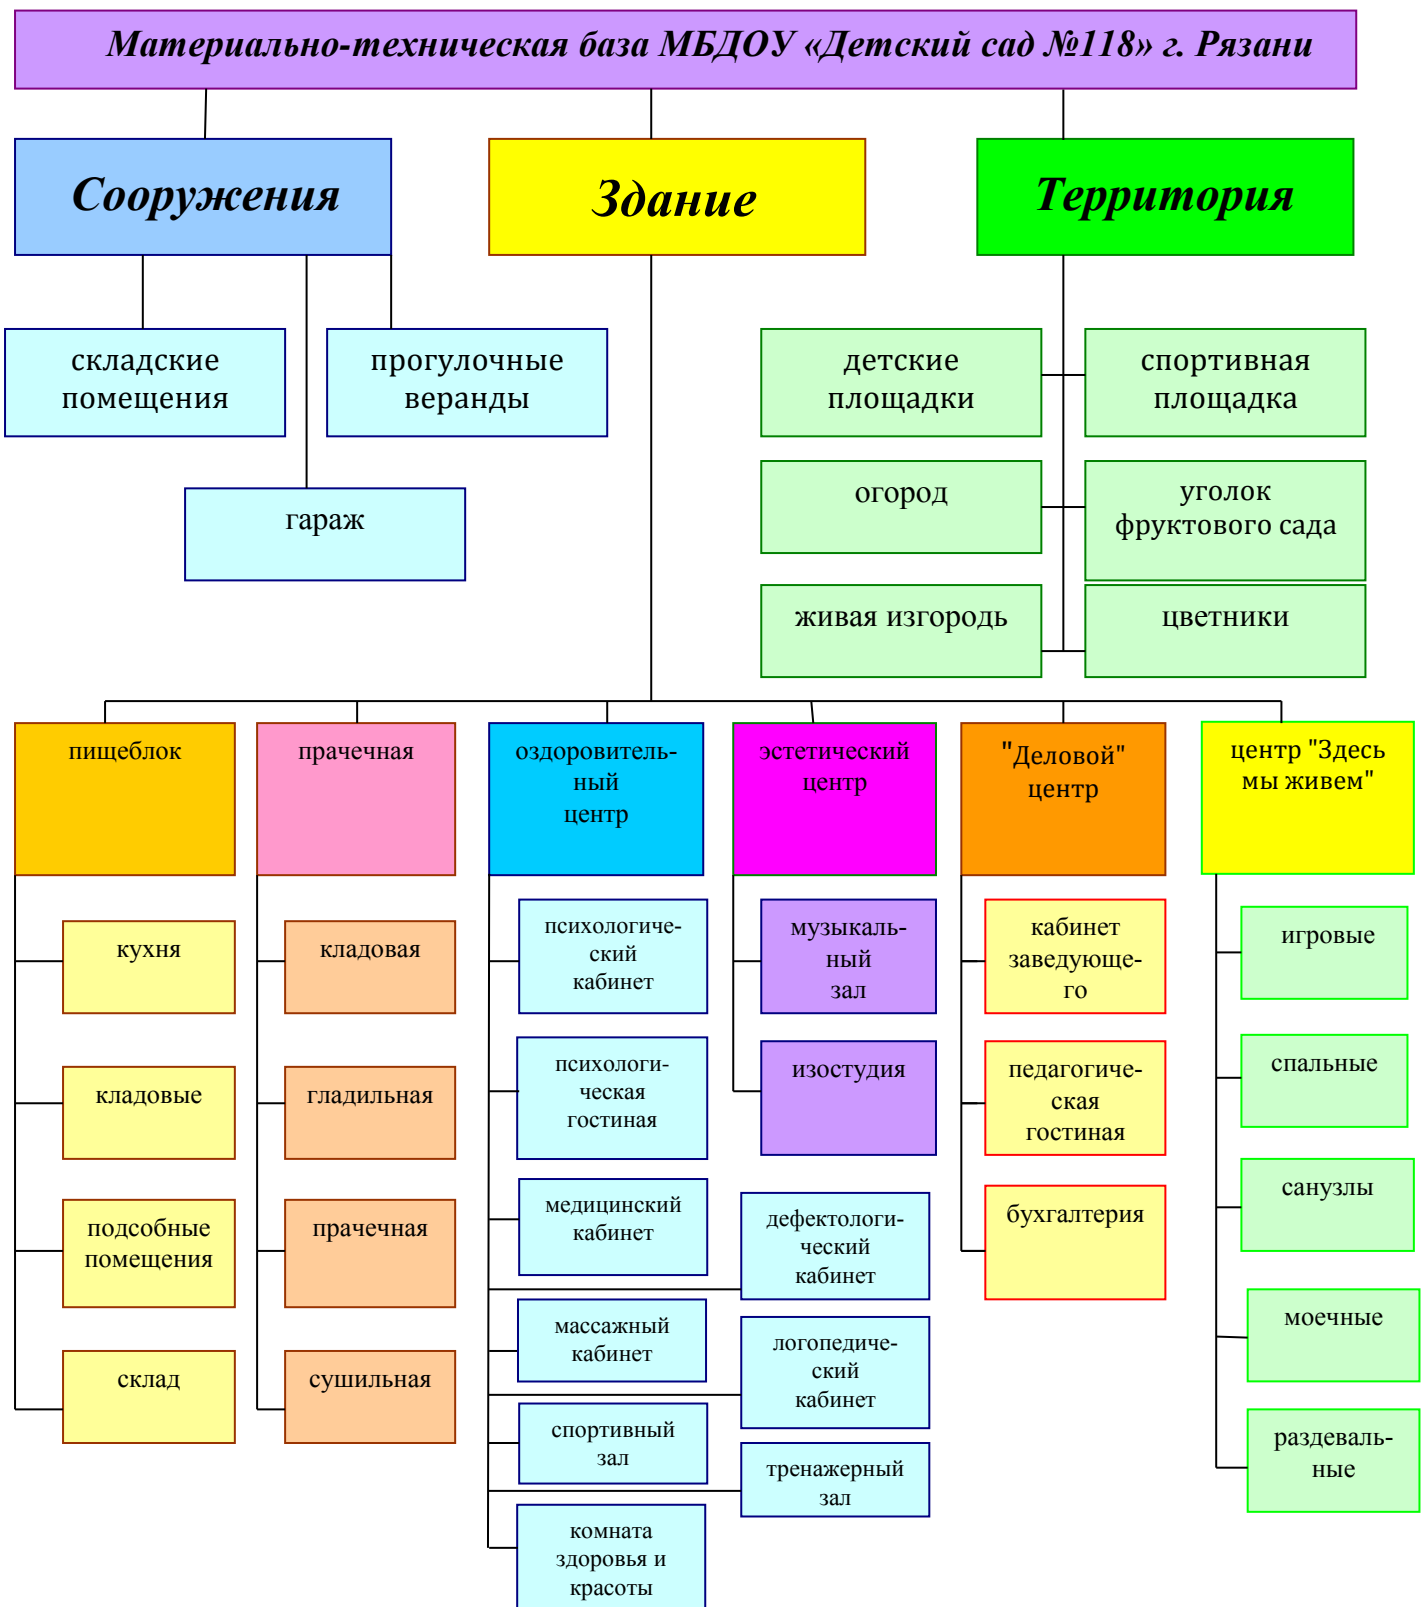 Материально-техническая база МБДОУ «Детский сад №118» г. Рязани
Сооружения
Здание
Территория
складские
помещения
прогулочные
веранды
гараж
детские
площадки
спортивная
площадка
огород
уголок
фруктового сада
живая изгородь
цветники
пищеблок
прачечная
оздоровитель-
ный
центр
эстетический
центр
"Деловой"
центр
центр "Здесь
мы живем"
кухня
кладовые
подсобные
помещения
склад
кладовая
гладильная
прачечная
сушильная
психологиче-
ский
кабинет
психологи-
ческая
гостиная
медицинский
кабинет
дефектологи-
ческий
кабинет
массажный
кабинет
логопедиче-
ский
кабинет
спортивный
зал
тренажерный
зал
комната
здоровья и
красоты
музыкаль-
ный
зал
изостудия
кабинет
заведующе-
го
педагогиче-
ская
гостиная
бухгалтерия
игровые
спальные
санузлы
моечные
раздеваль-
ные